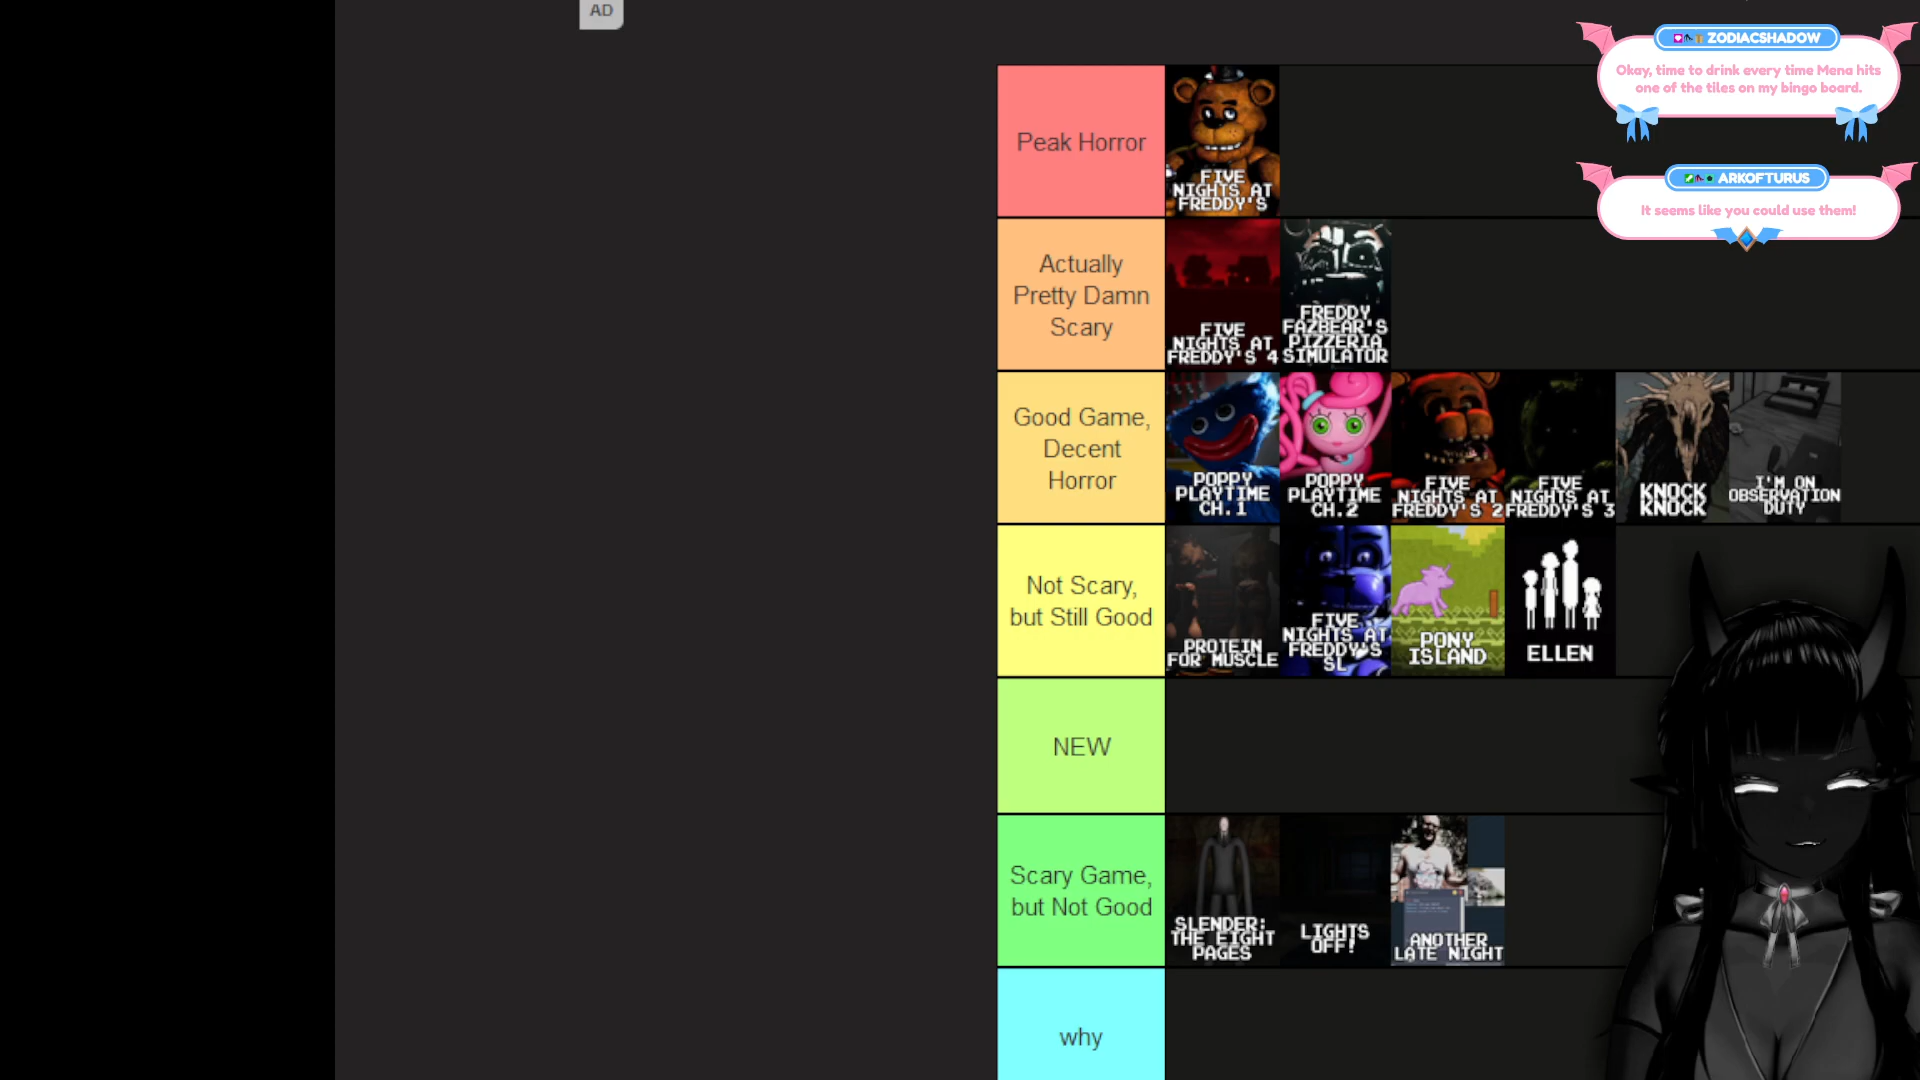 AD
ZODIACSHADOW
Okay, time to drink every time Mena hits
one of the tiles on my bingo board.
ARKOFTURUS
It seems like you could use them!
Peak Horror
FIVE
NIGHTS AT
FREDDY'S
Actually
Pretty Damn
Scary
FIVE
NIGHTS AT
FREDDY'S 4
FREDDY
FAZBEAR'S
PIZZERIA
SIMULATOR
Good Game,
Decent
Horror
POPPY
PLAYTIME
CH.1
POPPY
PLAYTIME
CH.2
FIVE
NIGHTS AT
FREDDY'S 2
FIVE
NIGHTS AT
FREDDY'S 3
KNOCK
KNOCK
I'M ON
OBSERVATION
DUTY
Not Scary,
but Still Good
PROTEIN
FOR MUSCLE
FIVE
NIGHTS AT
FREDDY'S
SL
PONY
ISLAND
ELLEN
NEW
Scary Game,
but Not Good
SLENDER:
THE EIGHT
PAGES
LIGHTS
OFF!
ANOTHER
LATE NIGHT
why